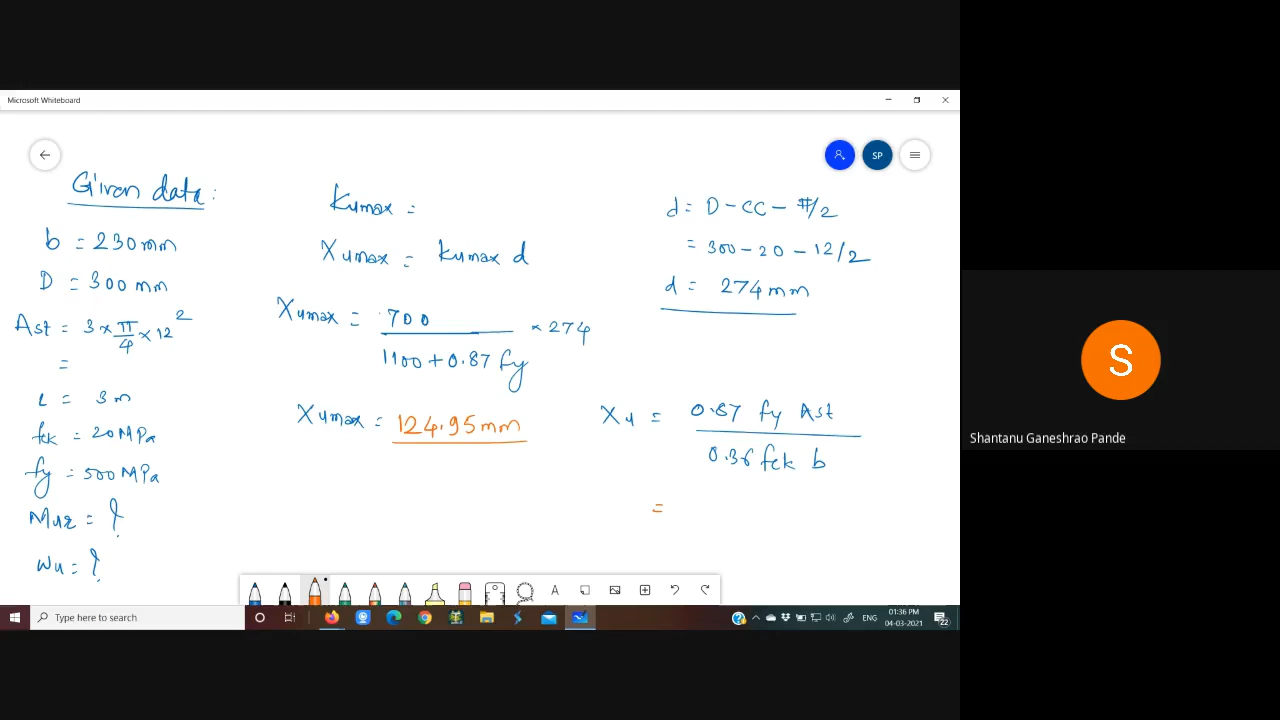 Microsoft Whiteboard
SP
Given data :
b = 230 mm
D = 300 mm
Ast = 3 × π/4 × 12²
=
L = 3 m
fck = 20 MPa
fy = 500 MPa
Mur = ?
Wu = ?
Kumax =
Xumax = Kumax d
Xumax = 700 / 1100 + 0.87 fy × 274
Xumax = 124.95 mm
d = D - CC - #/2
= 300 - 20 - 12/2
d = 274 mm
Xu = 0.87 fy Ast / 0.36 fck b
=
A
Type here to search
ENG
01:36 PM
04-03-2021
22
S
Shantanu Ganeshrao Pande